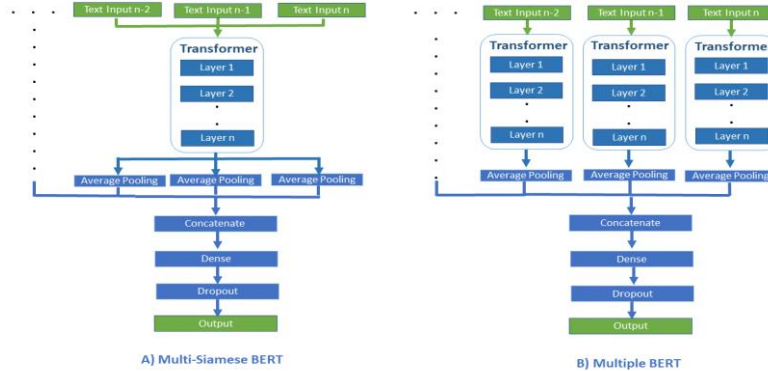 Text Input n-2 Text Input n-1 Text Input n
Transformer
Layer 1
Layer 2
Layer n
Average Pooling Average Pooling Average Pooling
Concatenate
Dense
Dropout
Output
A) Multi-Siamese BERT
Text Input n-2 Text Input n-1 Text Input n
Transformer Transformer Transformer
Layer 1 Layer 1 Layer 1
Layer 2 Layer 2 Layer 2
Layer n Layer n Layer n
Average Pooling Average Pooling Average Pooling
Concatenate
Dense
Dropout
Output
B) Multiple BERT